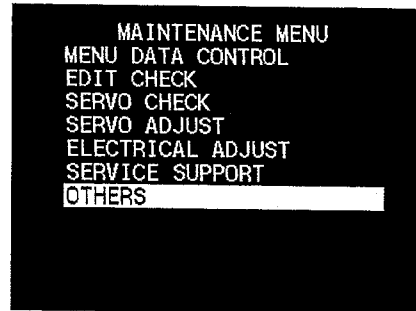 MAINTENANCE MENU
MENU DATA CONTROL
EDIT CHECK
SERVO CHECK
SERVO ADJUST
ELECTRICAL ADJUST
SERVICE SUPPORT
OTHERS